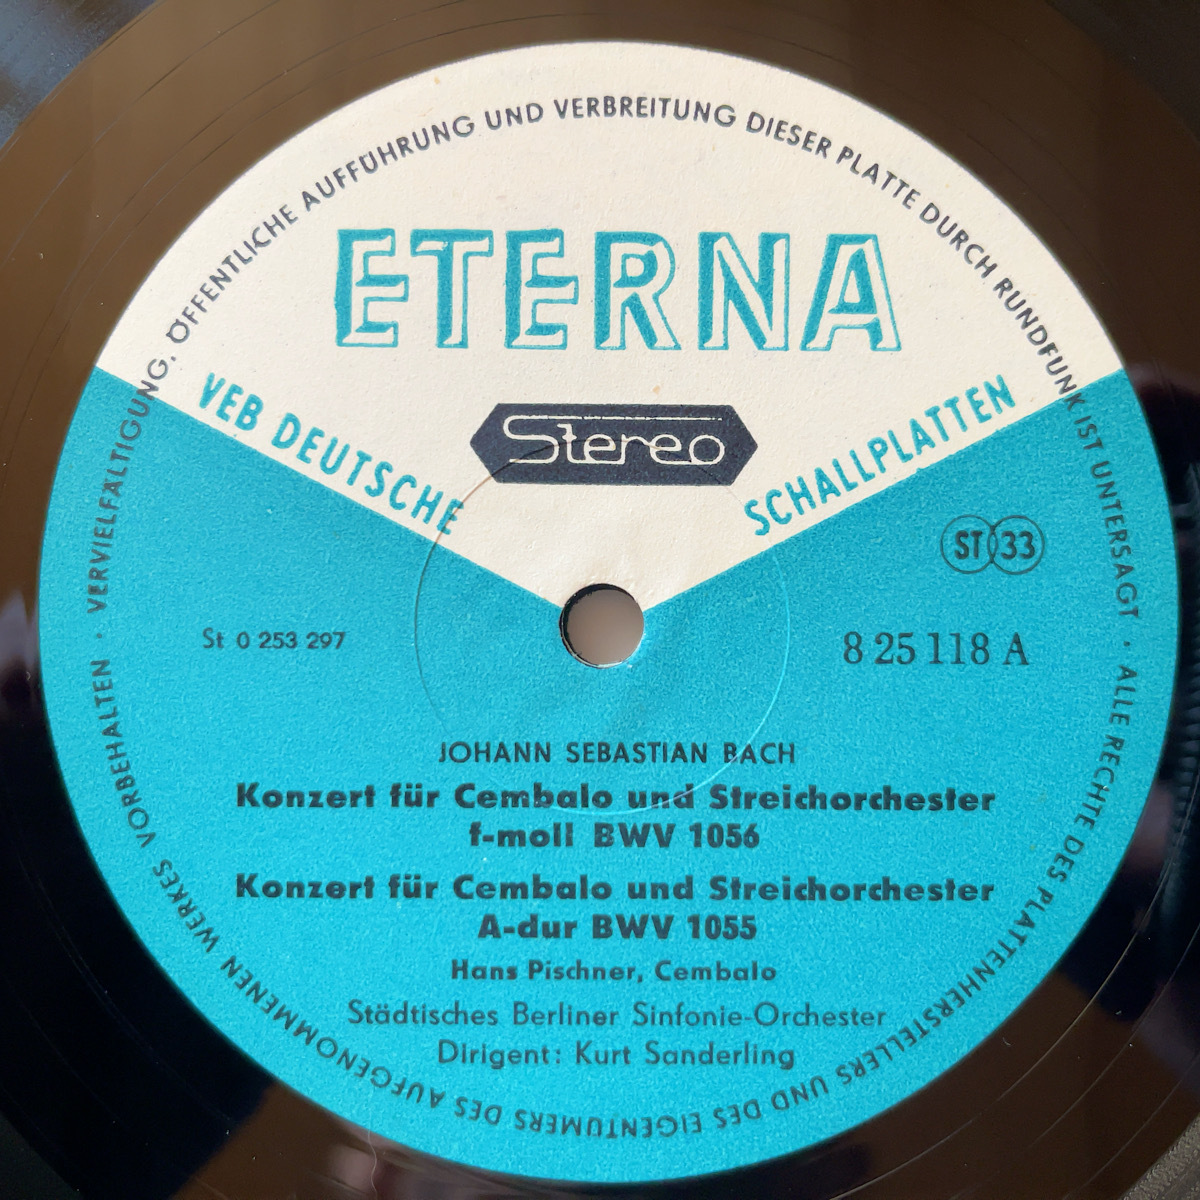 VERVIELFÄLTIGUNG, ÖFFENTLICHE AUFFÜHRUNG UND VERBREITUNG DIESER PLATTE DURCH RUNDFUNK IST UNTERSAGT · ALLE RECHTE DES PLATTENHERSTELLERS UND DES EIGENTUMERS DES AUFGENOMMENEN WERKES VORBEHALTEN ·
ETERNA
VEB DEUTSCHE SCHALLPLATTEN
Stereo
ST 33
St 0 253 297
8 25 118 A
JOHANN SEBASTIAN BACH
Konzert für Cembalo und Streichorchester
f-moll BWV 1056
Konzert für Cembalo und Streichorchester
A-dur BWV 1055
Hans Pischner, Cembalo
Städtisches Berliner Sinfonie-Orchester
Dirigent: Kurt Sanderling